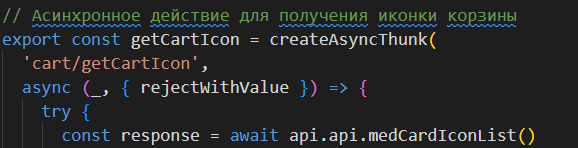 // Асинхронное действие для получения иконки корзины
export const getCartIcon = createAsyncThunk(
'cart/getCartIcon',
async (_, { rejectWithValue }) => {
try {
const response = await api.api.medCardIconList()